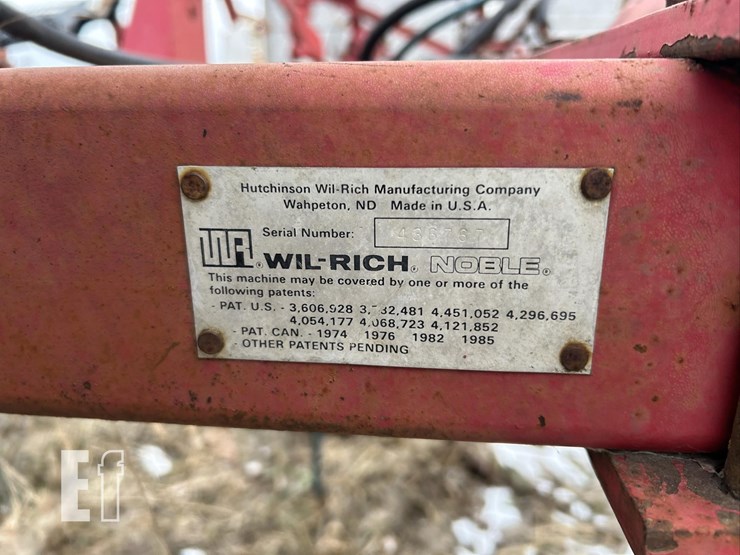 Hutchinson Wil-Rich Manufacturing Company
Wahpeton, ND Made in U.S.A.
Serial Number:
WR ® WIL-RICH® NOBLE®
This machine may be covered by one or more of the
following patents:
- PAT. U.S. - 3,606,928 4,451,052 4,296,695
4,054,177 4,068,723 4,121,852
- PAT. CAN. - 1974 1976 1982 1985
- OTHER PATENTS PENDING
Ef